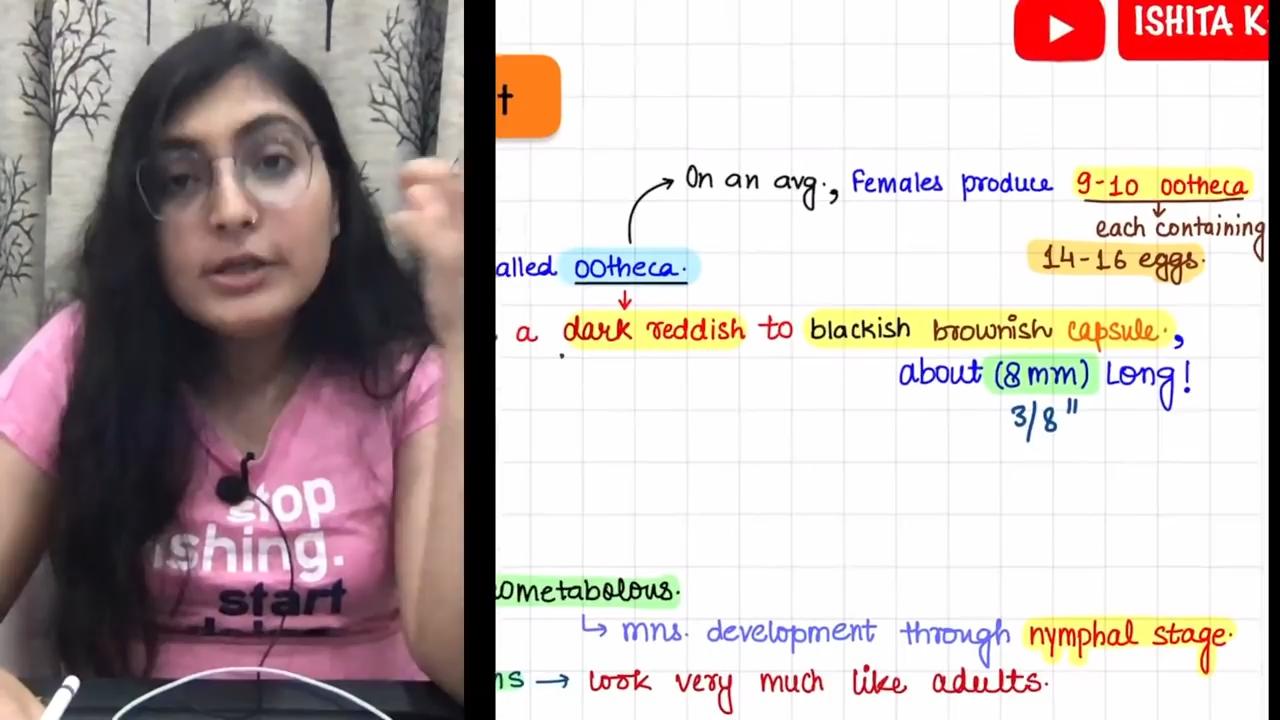 ISHITA K
t
On an avg., Females produce 9-10 ootheca
each containing
14-16 eggs.
alled ootheca.
a dark reddish to blackish brownish capsule,
about (8mm) Long!
3/8"
stop
ishing.
start
ometabolous.
↳ mns. development through nymphal stage.
ns → look very much like adults.